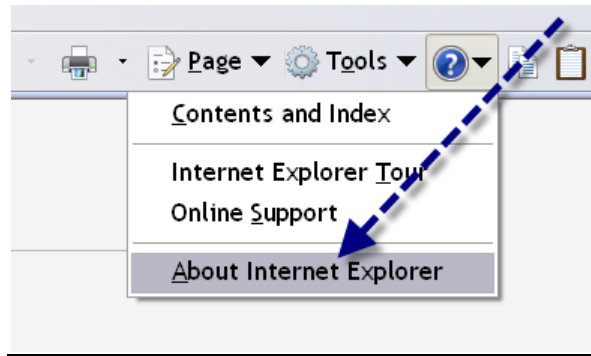 Page Tools
Contents and Index
Internet Explorer Tour
Online Support
About Internet Explorer